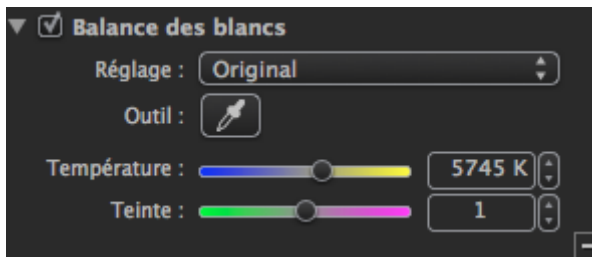 Balance des blancs
Réglage : Original
Outil :
Température : 5745 K
Teinte : 1